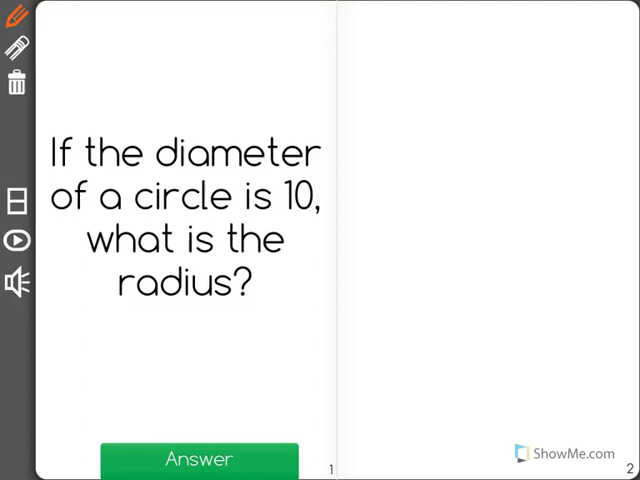 If the diameter
of a circle is 10,
what is the
radius?
Answer
1
ShowMe.com
2